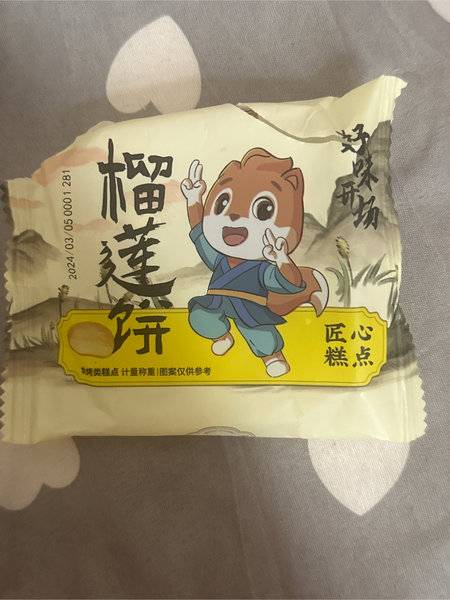 好味开场
榴莲饼
2024/03/05 0001 281
匠心
糕点
烤类糕点 计量称重|图案仅供参考